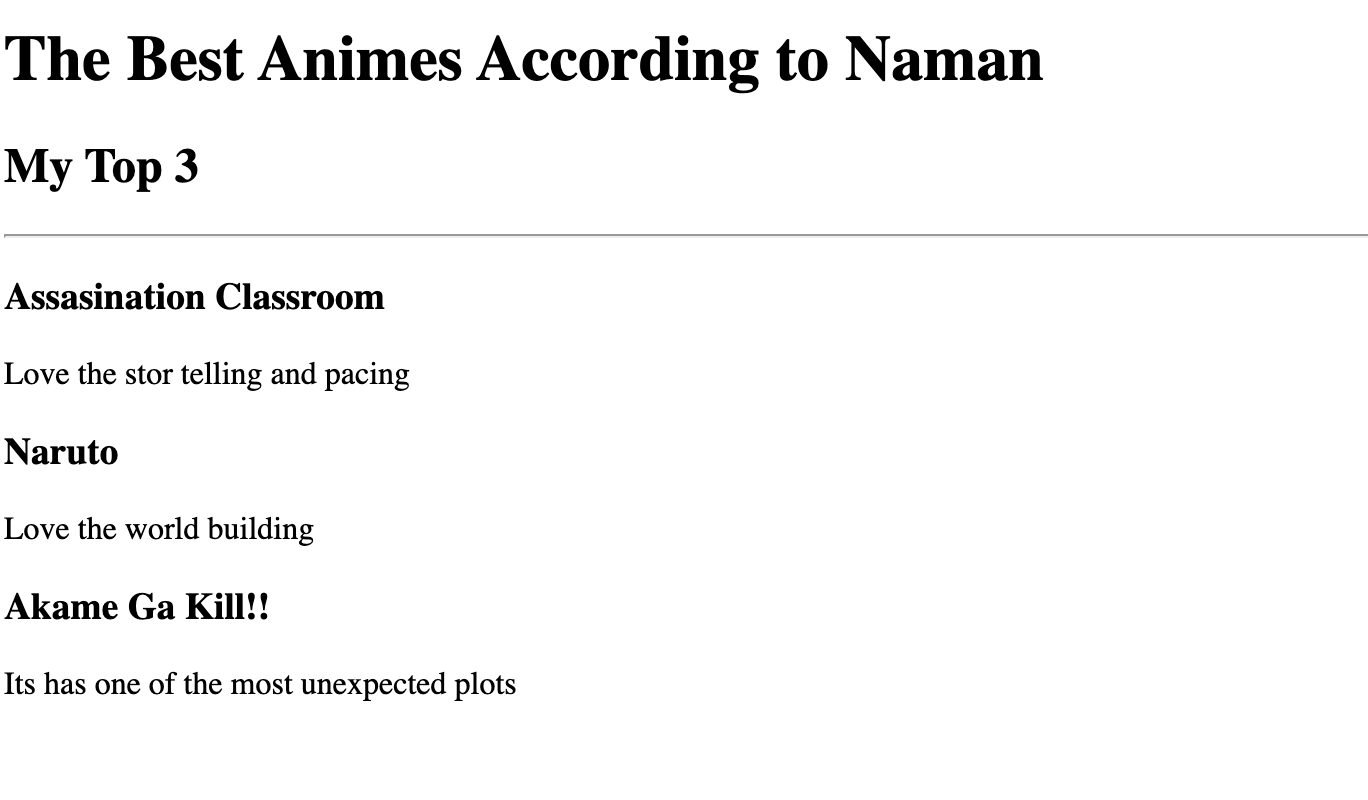 The Best Animes According to Naman
My Top 3
Assasination Classroom
Love the stor telling and pacing
Naruto
Love the world building
Akame Ga Kill!!
Its has one of the most unexpected plots